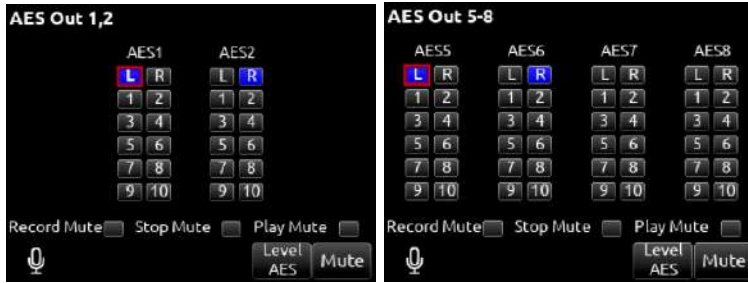 AES Out 1,2
AES1 AES2
L R L R
1 2 1 2
3 4 3 4
5 6 5 6
7 8 7 8
9 10 9 10
Record Mute Stop Mute Play Mute
Level AES Mute
AES Out 5-8
AES5 AES6 AES7 AES8
L R L R L R L R
1 2 1 2 1 2 1 2
3 4 3 4 3 4 3 4
5 6 5 6 5 6 5 6
7 8 7 8 7 8 7 8
9 10 9 10 9 10 9 10
Record Mute Stop Mute Play Mute
Level AES Mute